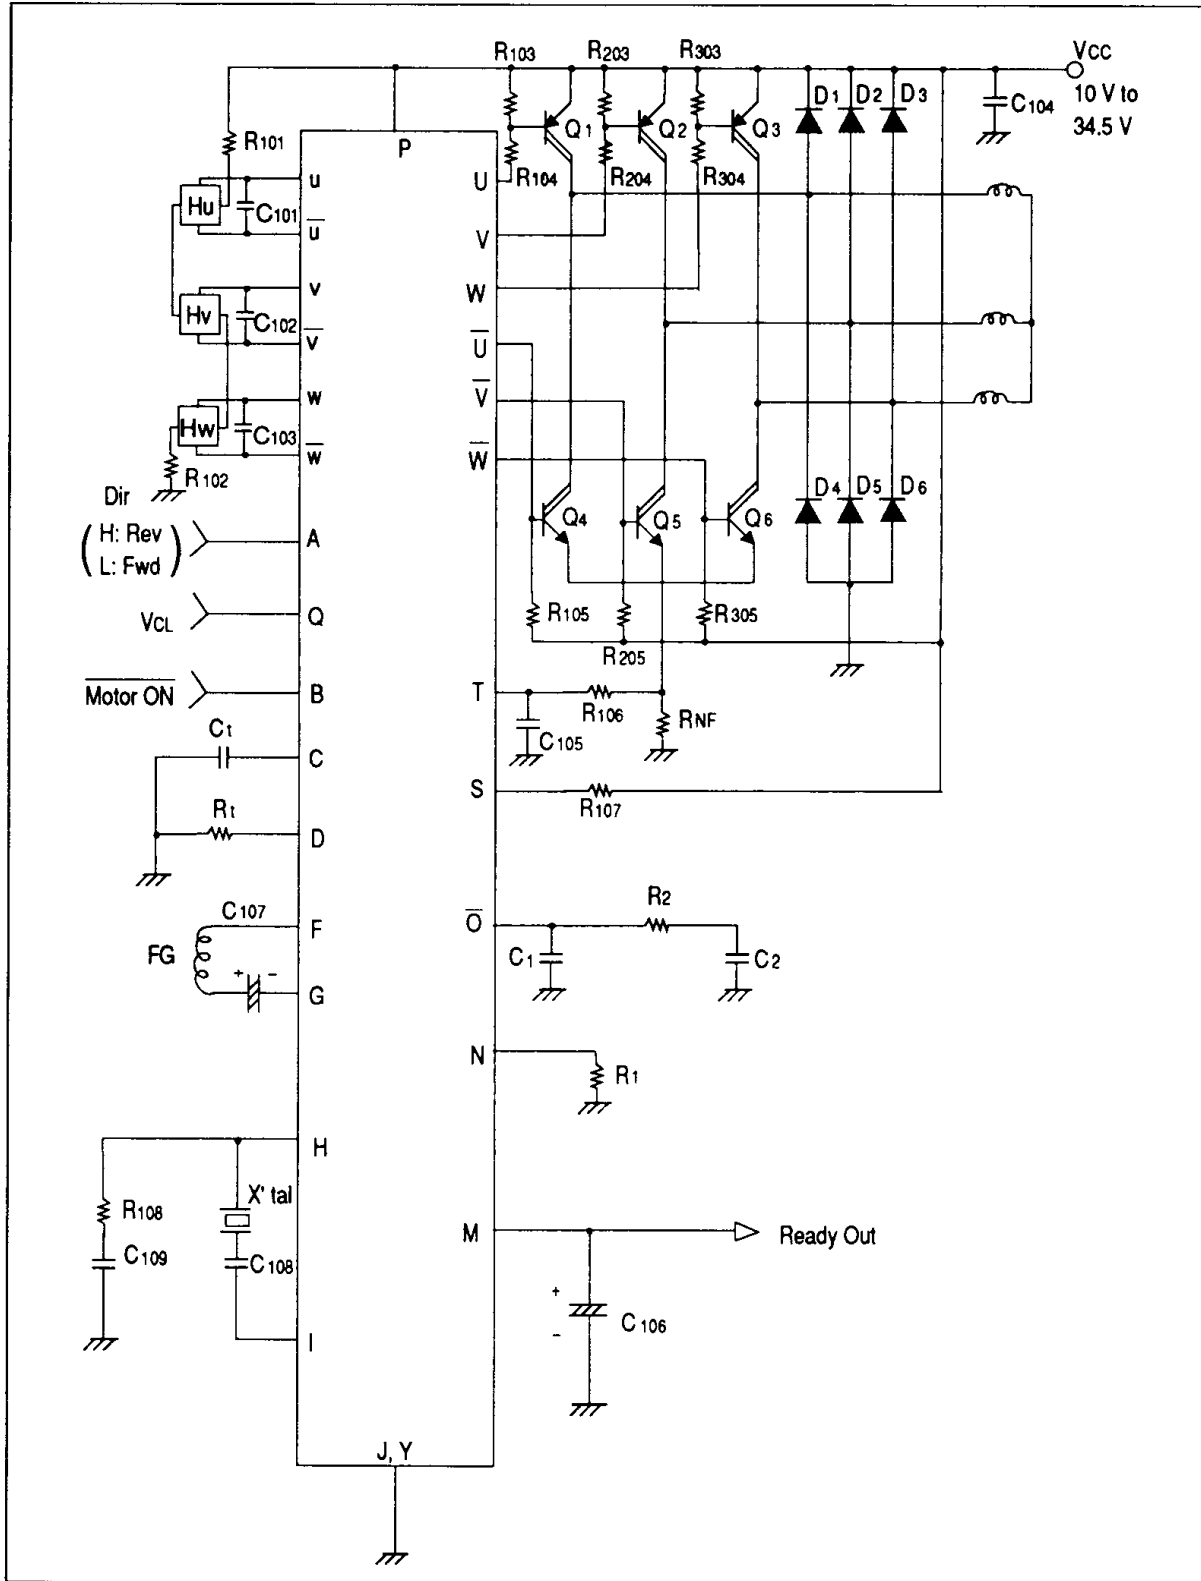 R103 R203 R303 VCC
D1 D2 D3 C104 10 V to
34.5 V
R101 P Q1 Q2 Q3
U R104 R204 R304
u
Hu C101
u̅
V
v W
Hv C102
v̅ U̅
w V̅
Hw C103
w̅ W̅
R102
Dir
( H: Rev
L: Fwd ) A
Q4 Q5 Q6 D4 D5 D6
VCL Q R105 R205 R305
M̅o̅t̅o̅r̅ ̅O̅N̅ B T R106 RNF
C105
Ct C
S R107
Rt D
C107 F O̅ R2
FG C1 C2
+ - G
N R1
H
X' tal
R108
C109 C108
M Ready Out
+
C106
-
I
J, Y